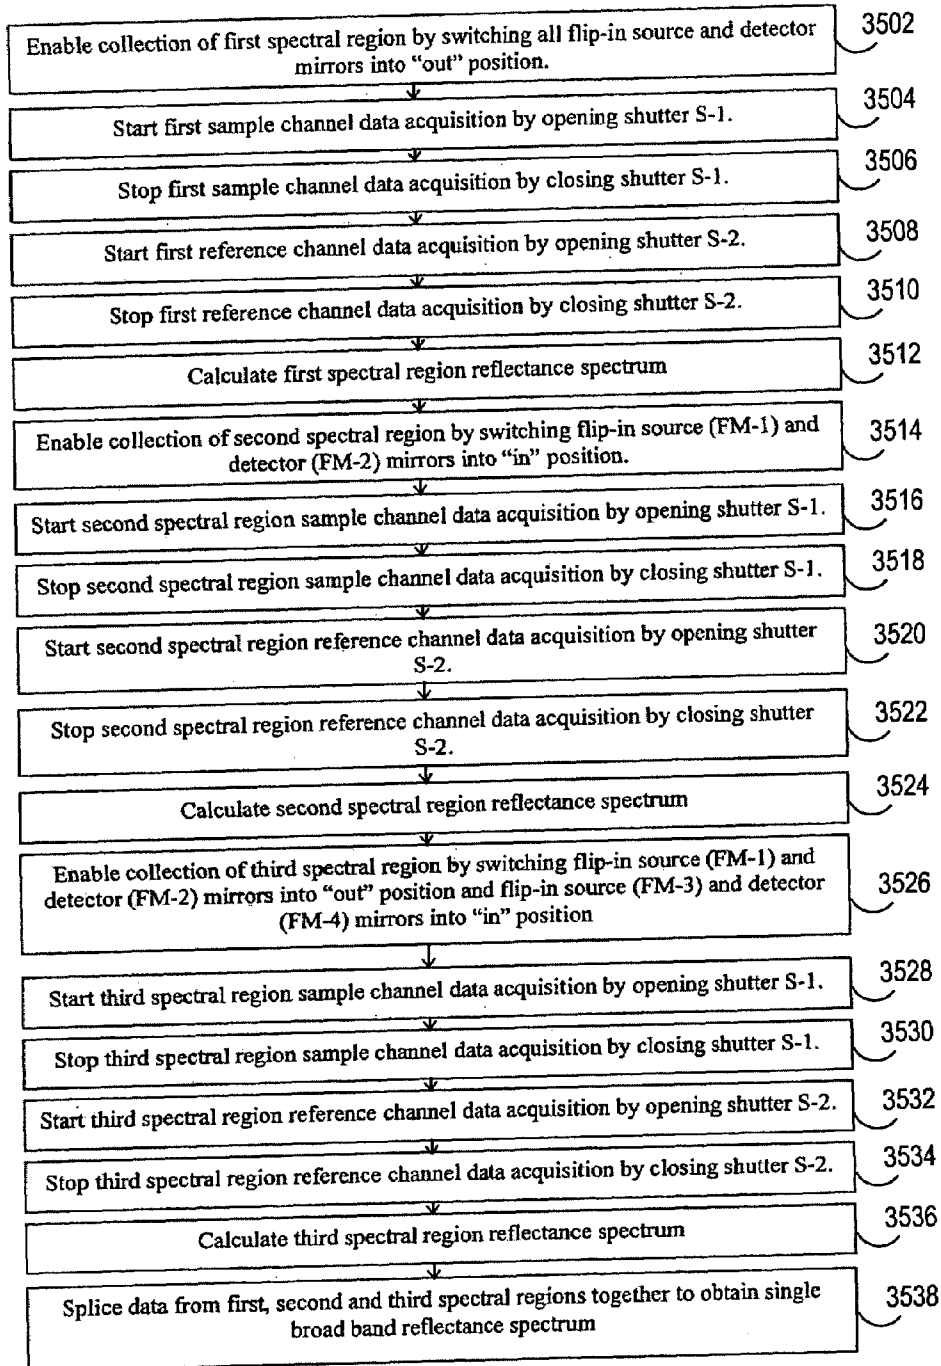 3502
Enable collection of first spectral region by switching all flip-in source and detector
mirrors into “out” position.
3504
Start first sample channel data acquisition by opening shutter S-1.
3506
Stop first sample channel data acquisition by closing shutter S-1.
3508
Start first reference channel data acquisition by opening shutter S-2.
3510
Stop first reference channel data acquisition by closing shutter S-2.
3512
Calculate first spectral region reflectance spectrum
3514
Enable collection of second spectral region by switching flip-in source (FM-1) and
detector (FM-2) mirrors into “in” position.
3516
Start second spectral region sample channel data acquisition by opening shutter S-1.
3518
Stop second spectral region sample channel data acquisition by closing shutter S-1.
3520
Start second spectral region reference channel data acquisition by opening shutter
S-2.
3522
Stop second spectral region reference channel data acquisition by closing shutter
S-2.
3524
Calculate second spectral region reflectance spectrum
3526
Enable collection of third spectral region by switching flip-in source (FM-1) and
detector (FM-2) mirrors into “out” position and flip-in source (FM-3) and detector
(FM-4) mirrors into “in” position
3528
Start third spectral region sample channel data acquisition by opening shutter S-1.
3530
Stop third spectral region sample channel data acquisition by closing shutter S-1.
3532
Start third spectral region reference channel data acquisition by opening shutter S-2.
3534
Stop third spectral region reference channel data acquisition by closing shutter S-2.
3536
Calculate third spectral region reflectance spectrum
3538
Splice data from first, second and third spectral regions together to obtain single
broad band reflectance spectrum